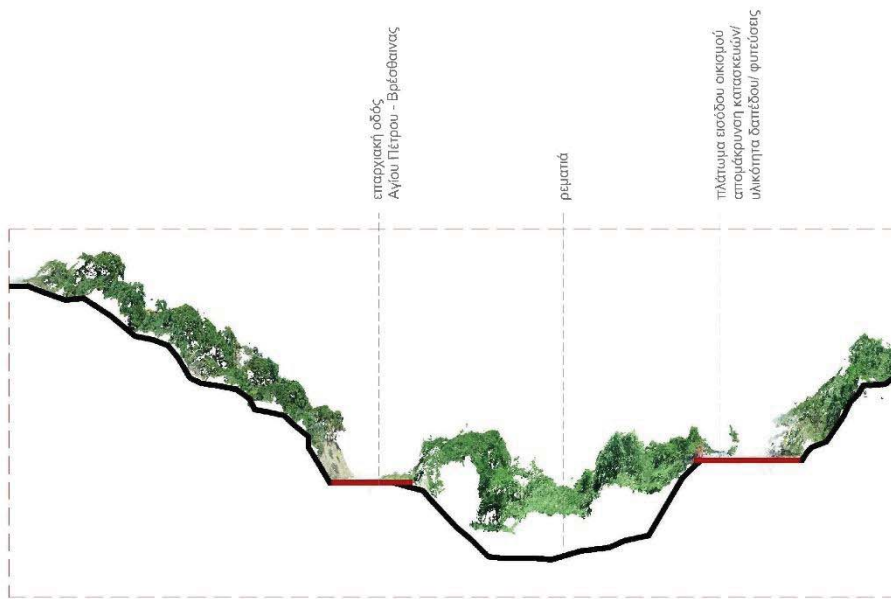 επαρχιακή οδός
Αγίου Πέτρου - Βρέσθαινας
ρεματιά
πλάτωμα εισόδου οικισμού
απομάκρυνση κατασκευών/
υλικότητα δαπέδου/ φυτεύσεις